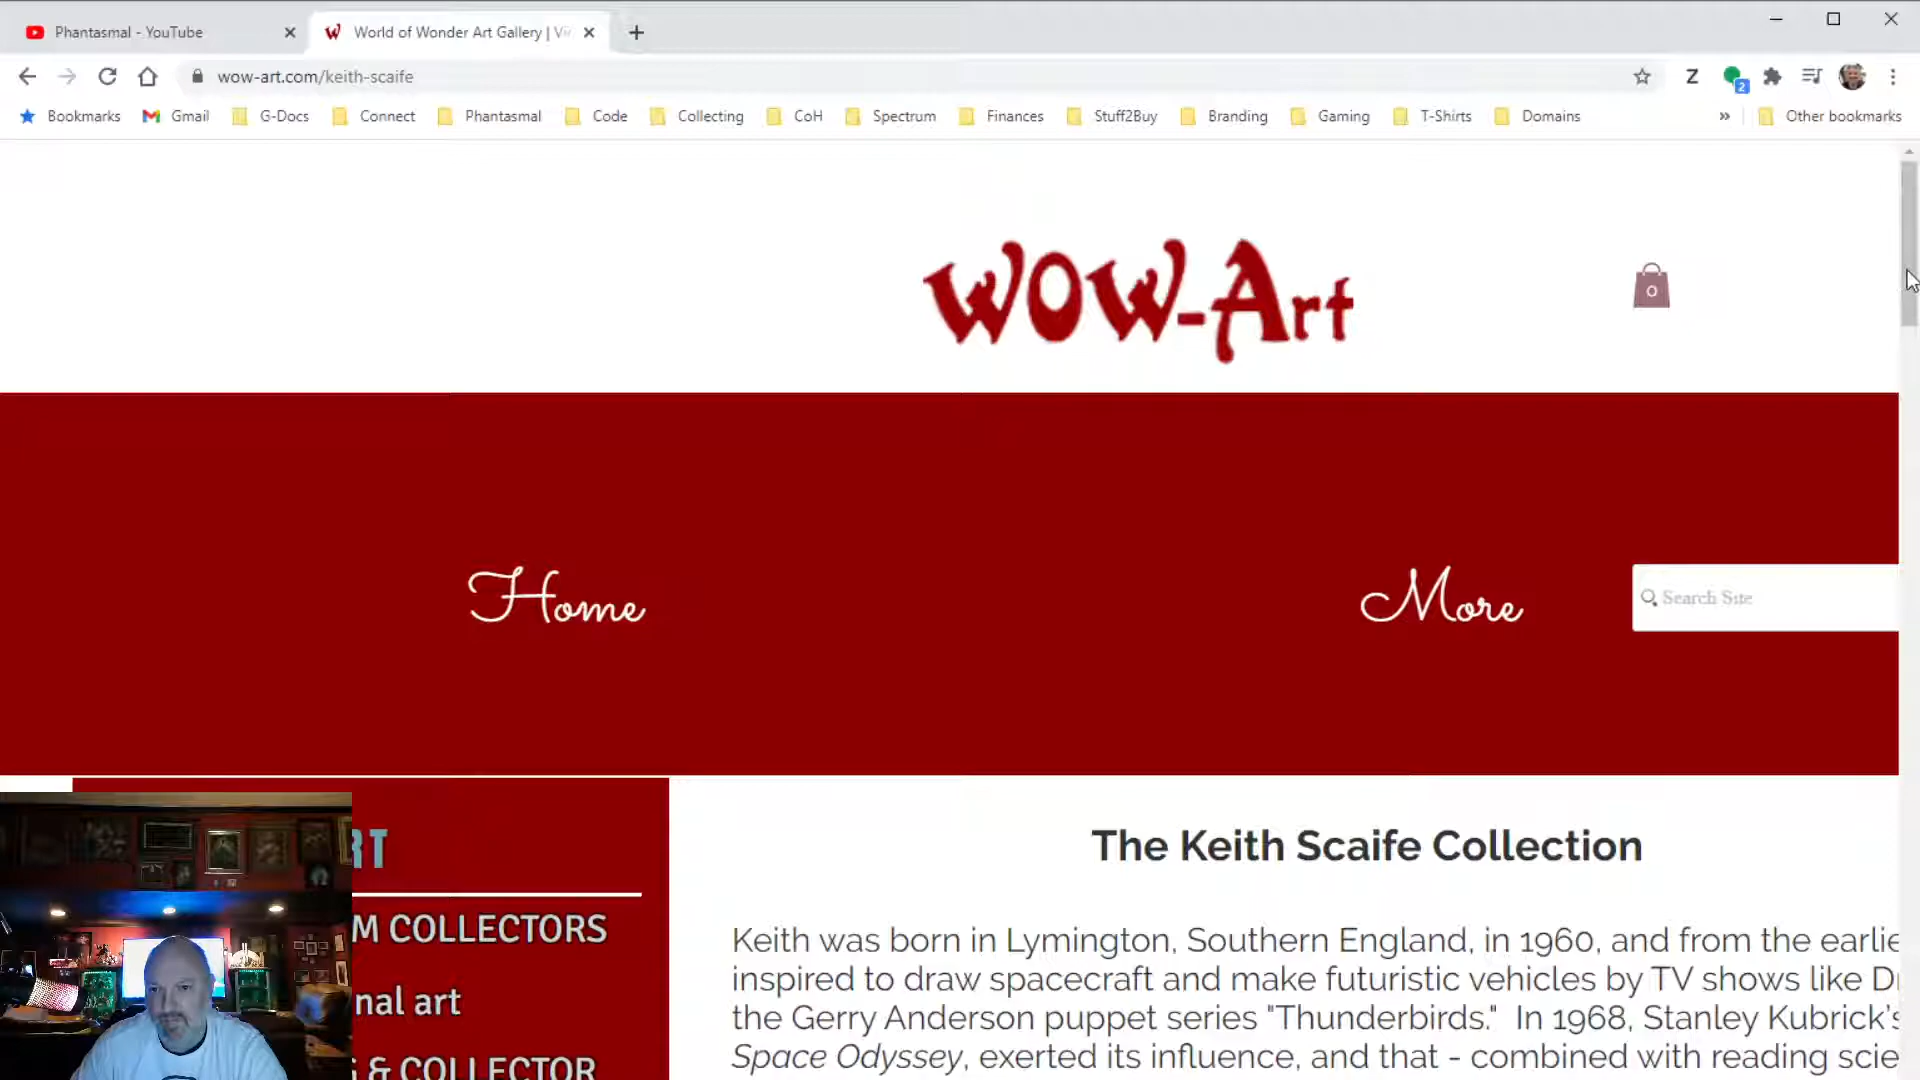 Phantasmal - YouTube
World of Wonder Art Gallery | Vi
wow-art.com/keith-scaife
Z
2
Bookmarks
Gmail
G-Docs
Connect
Phantasmal
Code
Collecting
CoH
Spectrum
Finances
Stuff2Buy
Branding
Gaming
T-Shirts
Domains
»
Other bookmarks
WOW-Art
0
Home
More
Search Site
RT
M COLLECTORS
nal art
& COLLECTOR
The Keith Scaife Collection
Keith was born in Lymington, Southern England, in 1960, and from the earlie
inspired to draw spacecraft and make futuristic vehicles by TV shows like D
the Gerry Anderson puppet series "Thunderbirds." In 1968, Stanley Kubrick's
Space Odyssey, exerted its influence, and that - combined with reading scie